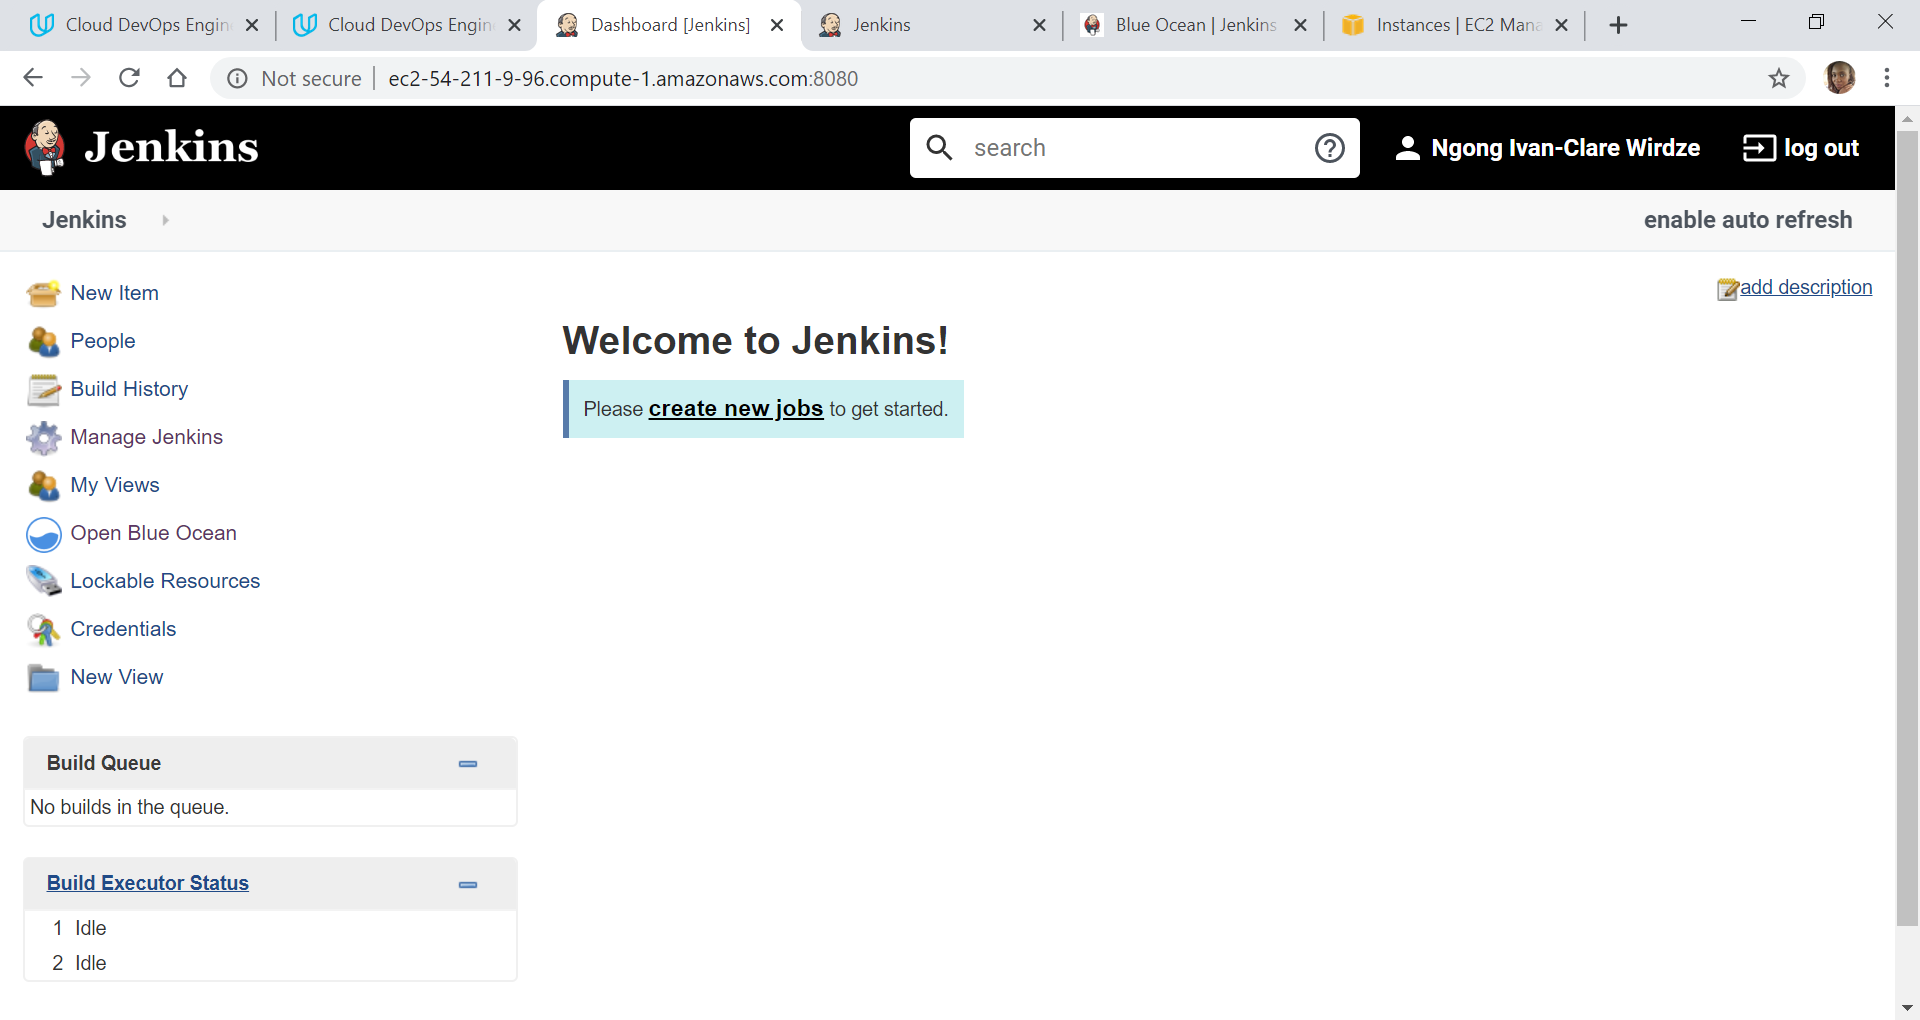 Cloud DevOps Engin
Cloud DevOps Engin
Dashboard [Jenkins]
Jenkins
Blue Ocean | Jenkins
Instances | EC2 Mana
Not secure
ec2-54-211-9-96.compute-1.amazonaws.com:8080
Jenkins
search
Ngong Ivan-Clare Wirdze
log out
Jenkins
enable auto refresh
New Item
People
Build History
Manage Jenkins
My Views
Open Blue Ocean
Lockable Resources
Credentials
New View
add description
Welcome to Jenkins!
Please create new jobs to get started.
Build Queue
No builds in the queue.
Build Executor Status
1 Idle
2 Idle